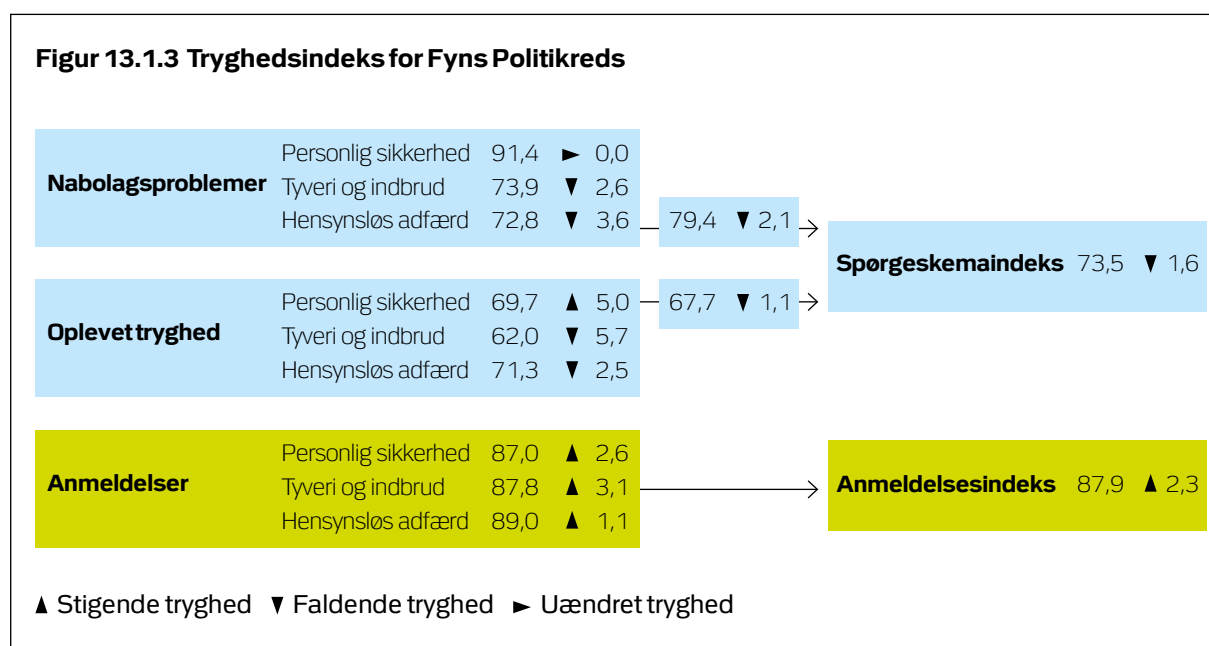 Figur 13.1.3 Tryghedsindeks for Fyns Politikreds
Nabolagsproblemer
Personlig sikkerhed 91,4 ► 0,0
Tyveri og indbrud 73,9 ▼ 2,6
Hensynsløs adfærd 72,8 ▼ 3,6
79,4 ▼ 2,1
Oplevet tryghed
Personlig sikkerhed 69,7 ▲ 5,0
Tyveri og indbrud 62,0 ▼ 5,7
Hensynsløs adfærd 71,3 ▼ 2,5
67,7 ▼ 1,1
Spørgeskemaindeks 73,5 ▼ 1,6
Anmeldelser
Personlig sikkerhed 87,0 ▲ 2,6
Tyveri og indbrud 87,8 ▲ 3,1
Hensynsløs adfærd 89,0 ▲ 1,1
Anmeldelsesindeks 87,9 ▲ 2,3
▲ Stigende tryghed ▼ Faldende tryghed ► Uændret tryghed